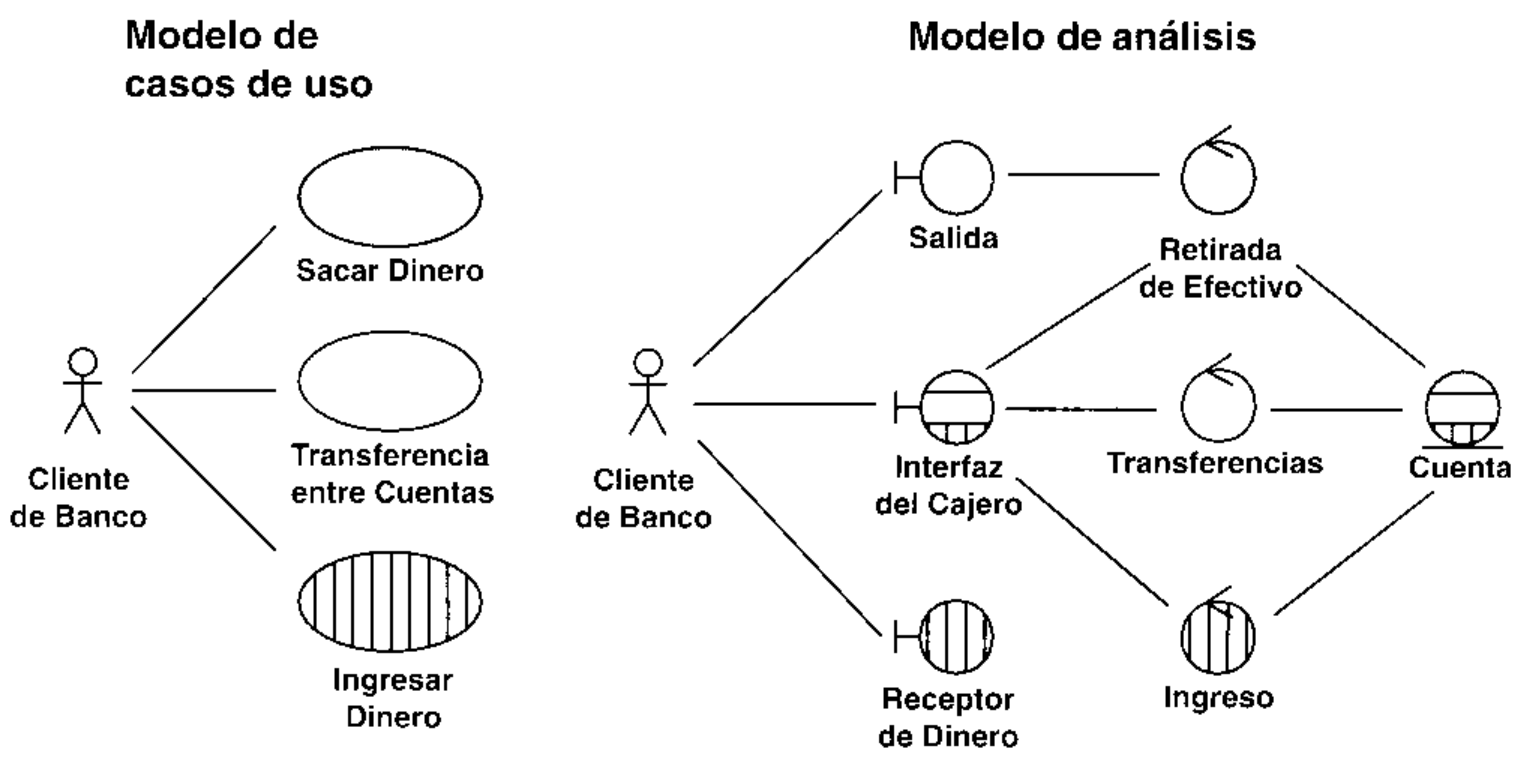 Modelo de
casos de uso
Sacar Dinero
Transferencia
entre Cuentas
Cliente
de Banco
Ingresar
Dinero
Modelo de análisis
Salida
Retirada
de Efectivo
Cliente
de Banco
Interfaz
del Cajero
Transferencias
Cuenta
Receptor
de Dinero
Ingreso